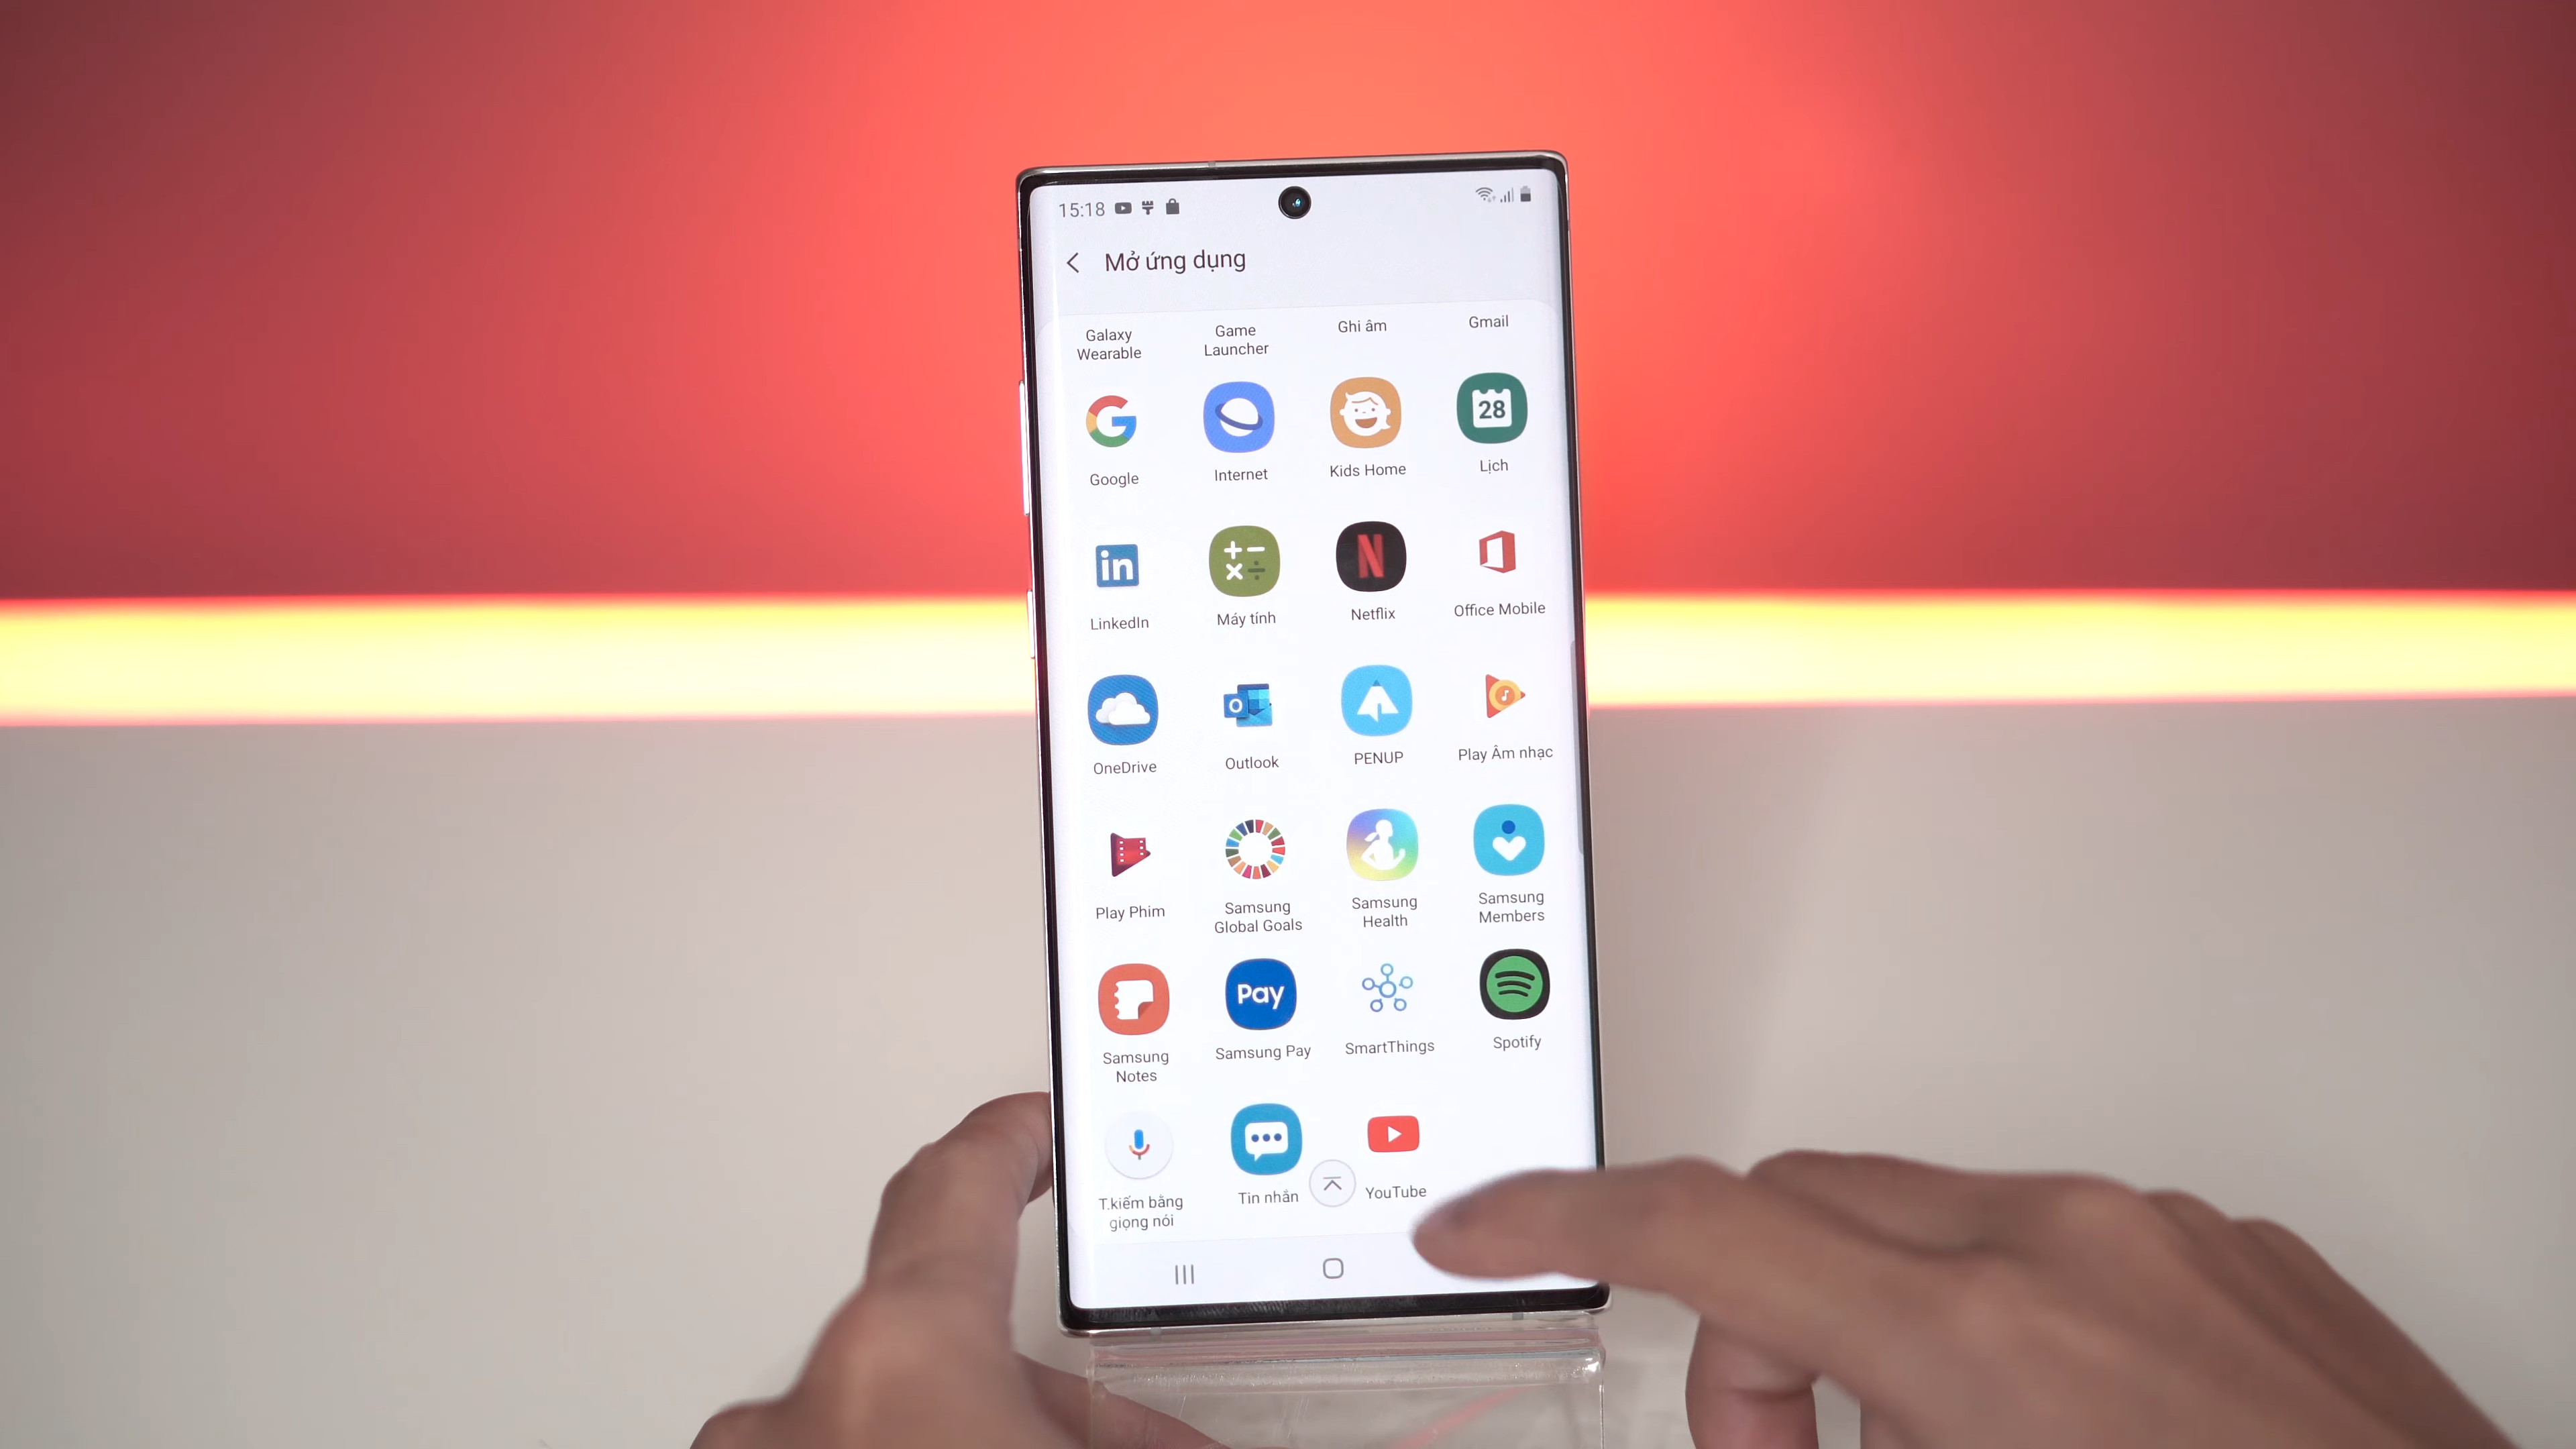 15:18
Mở ứng dụng
Galaxy Wearable
Game Launcher
Ghi âm
Gmail
28
Google
Internet
Kids Home
Lịch
in
N
LinkedIn
Máy tính
Netflix
Office Mobile
O
OneDrive
Outlook
PENUP
Play Âm nhạc
Play Phim
Samsung Global Goals
Samsung Health
Samsung Members
Pay
Samsung Notes
Samsung Pay
SmartThings
Spotify
T.kiếm bằng giọng nói
Tin nhắn
YouTube